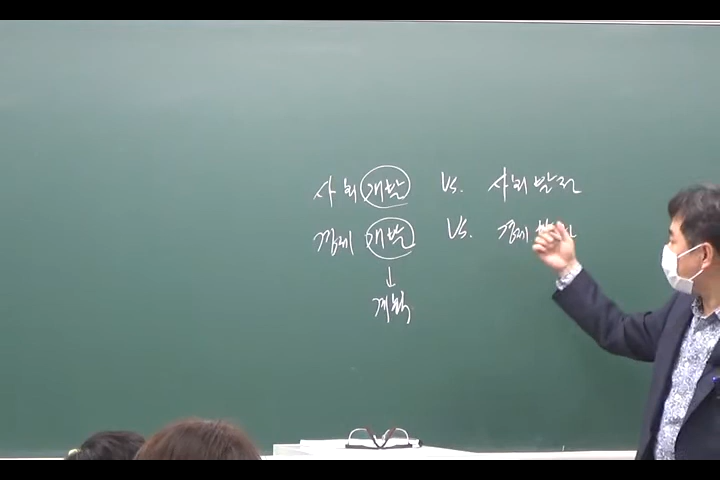 사회 개발 vs. 사회 발전
경제 개발 vs. 경제
↓
계획